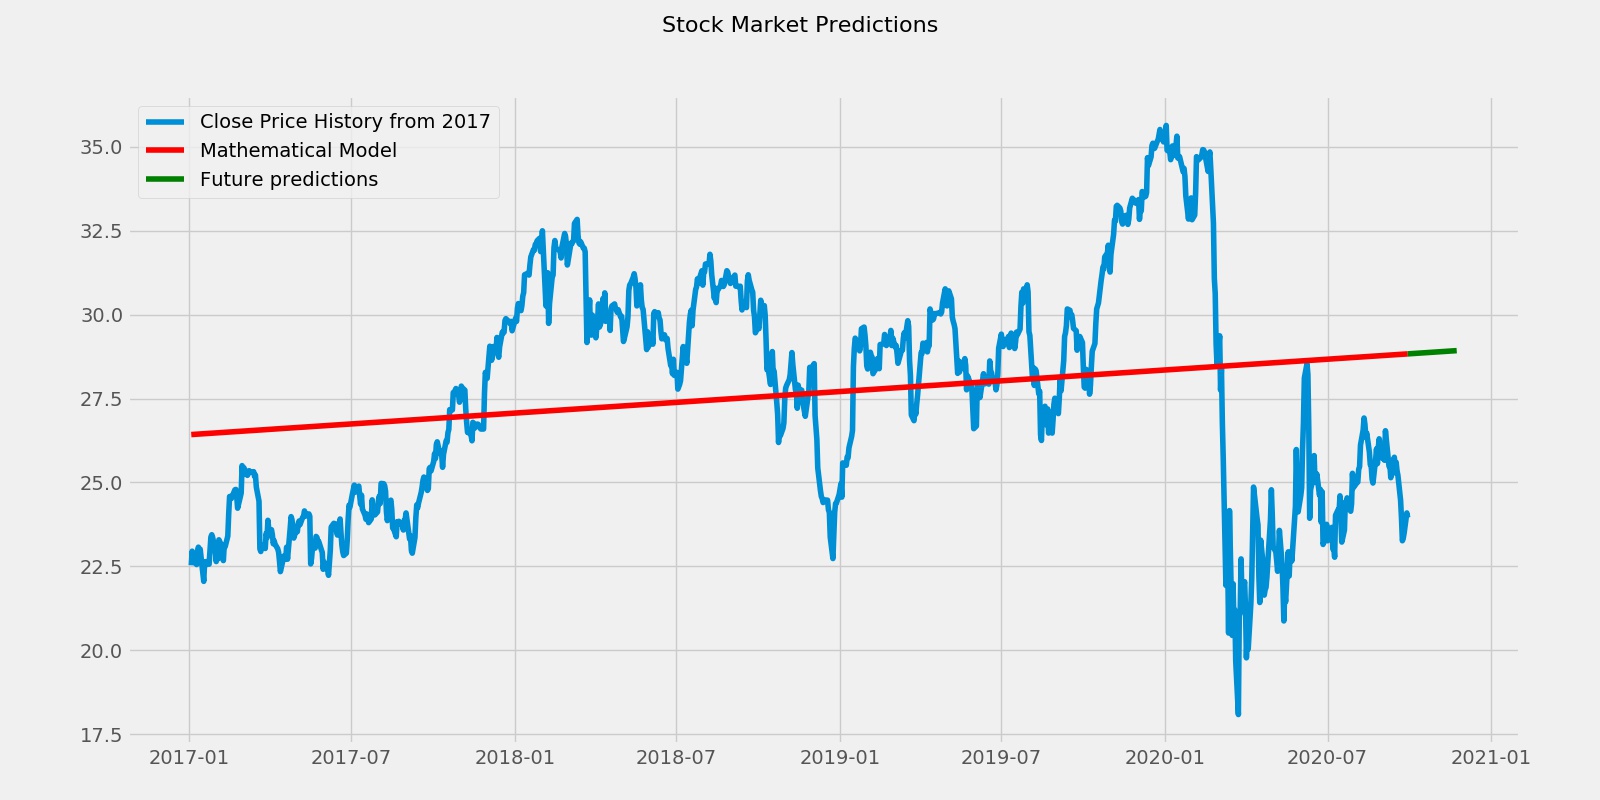 Stock Market Predictions
Close Price History from 2017
Mathematical Model
Future predictions
35.0
32.5
30.0
27.5
25.0
22.5
20.0
17.5
2017-01 2017-07 2018-01 2018-07 2019-01 2019-07 2020-01 2020-07 2021-01